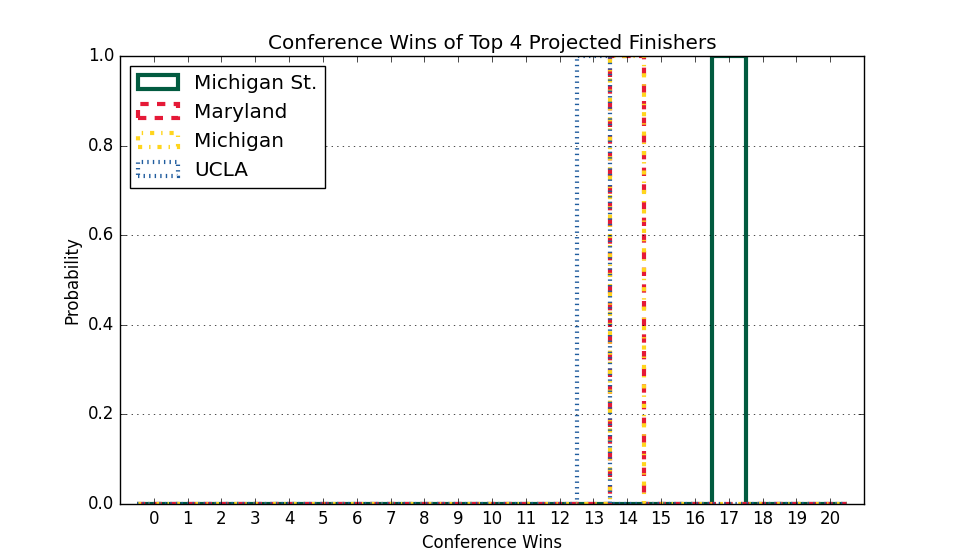 Conference Wins of Top 4 Projected Finishers
1.0
0.8
0.6
0.4
0.2
0.0
Probability
Michigan St.
Maryland
Michigan
UCLA
0 1 2 3 4 5 6 7 8 9 10 11 12 13 14 15 16 17 18 19 20
Conference Wins